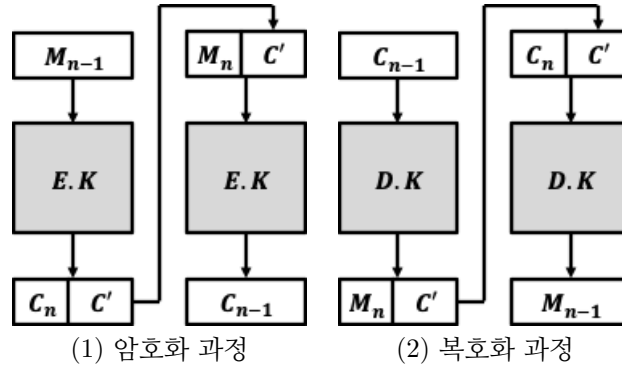 M_{n-1}
M_n C'
C_{n-1}
C_n C'
E.K
E.K
D.K
D.K
C_n C'
C_{n-1}
M_n C'
M_{n-1}
(1) 암호화 과정
(2) 복호화 과정